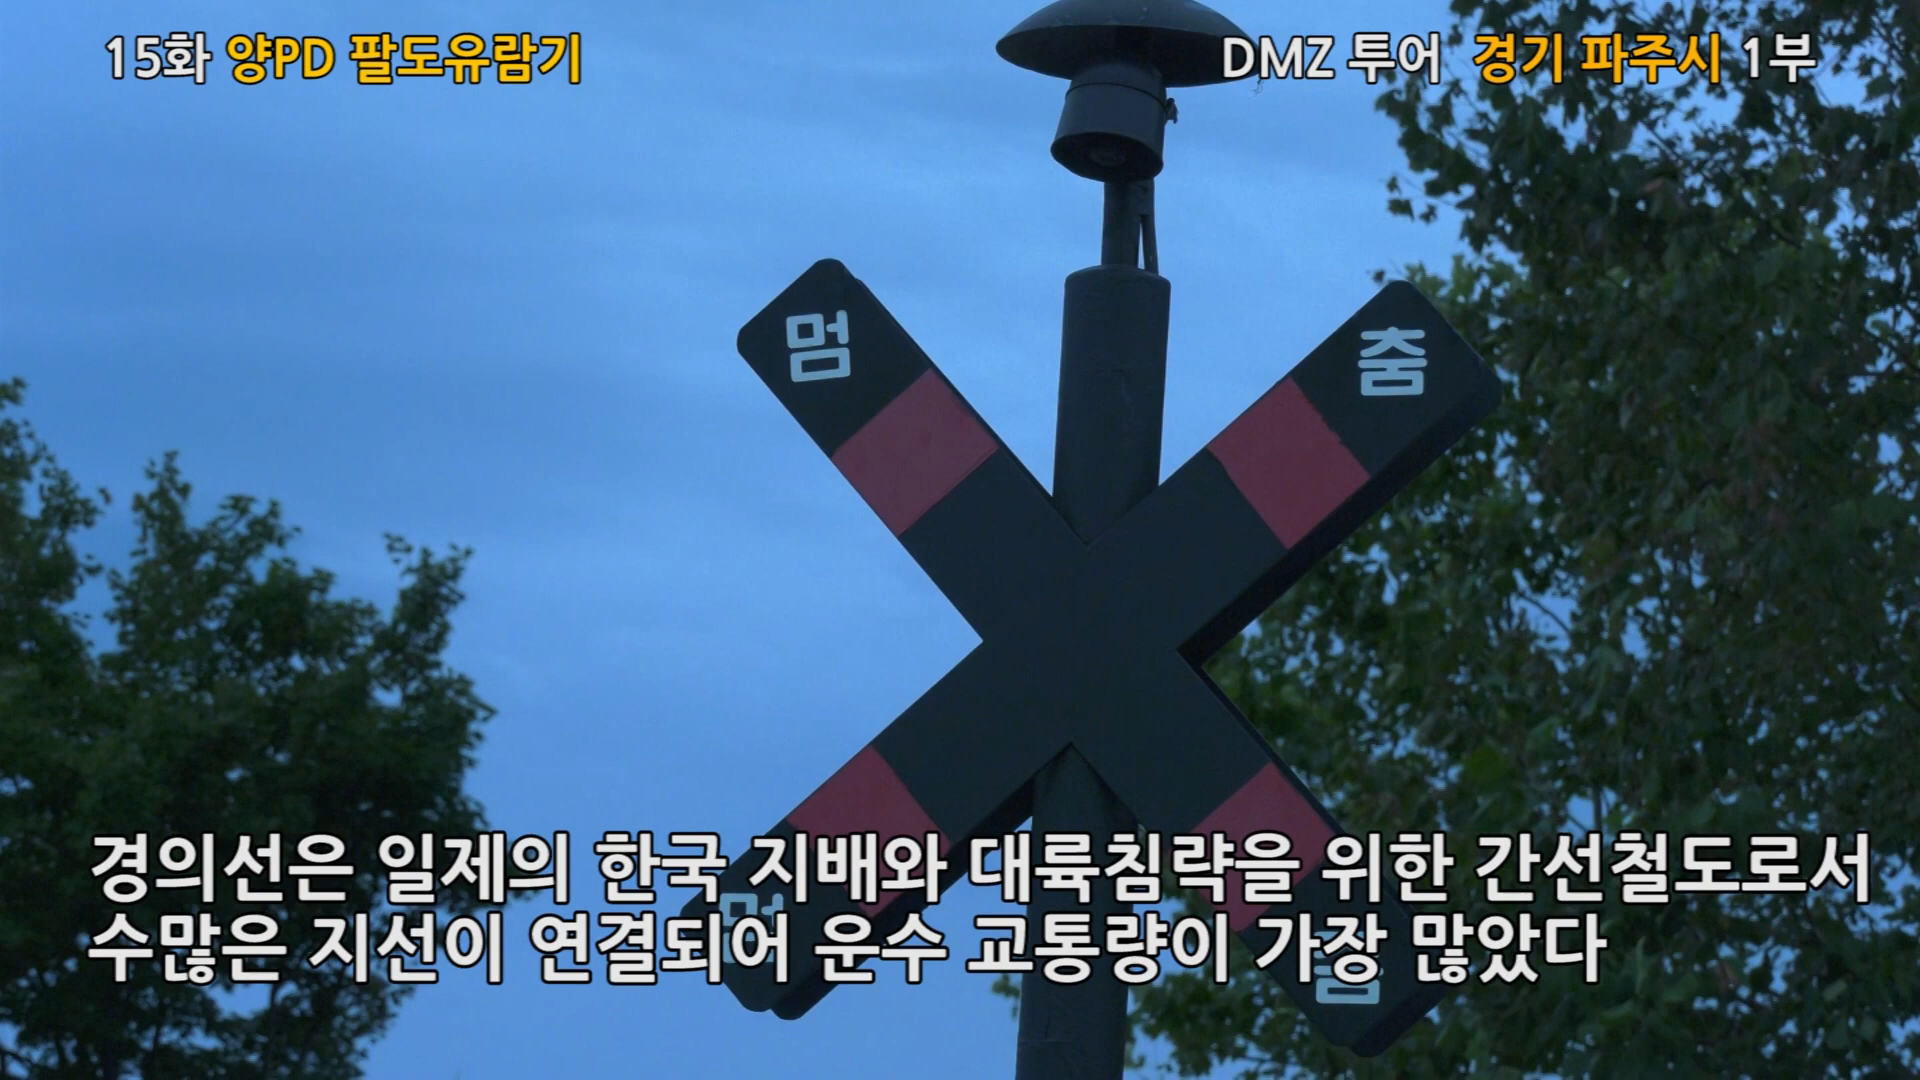 15화 양PD 팔도유람기
DMZ 투어 경기 파주시 1부
멈
춤
경의선은 일제의 한국 지배와 대륙침략을 위한 간선철도로서
수많은 지선이 연결되어 운수 교통량이 가장 많았다
멈
춤